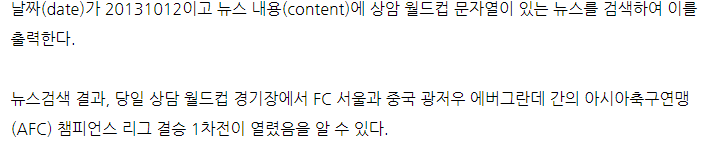 날짜(date)가 20131012이고 뉴스 내용(content)에 상암 월드컵 문자열이 있는 뉴스를 검색하여 이를
출력한다.
뉴스검색 결과, 당일 상담 월드컵 경기장에서 FC 서울과 중국 광저우 에버그란데 간의 아시아축구연맹
(AFC) 챔피언스 리그 결승 1차전이 열렸음을 알 수 있다.